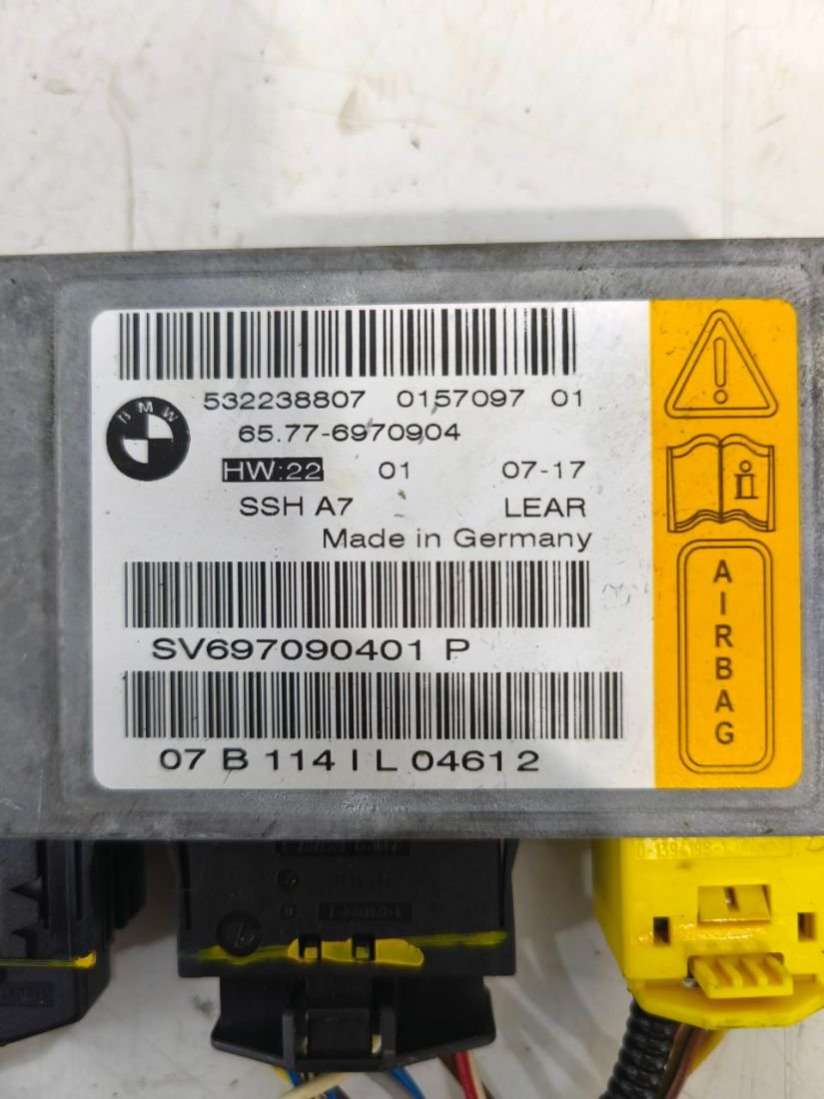 532238807 0157097 01
BMW
65.77-6970904
HW:22 01 07-17
SSH A7 LEAR
Made in Germany
SV697090401 P
07 B 114 I L 04612
i
AIRBAG